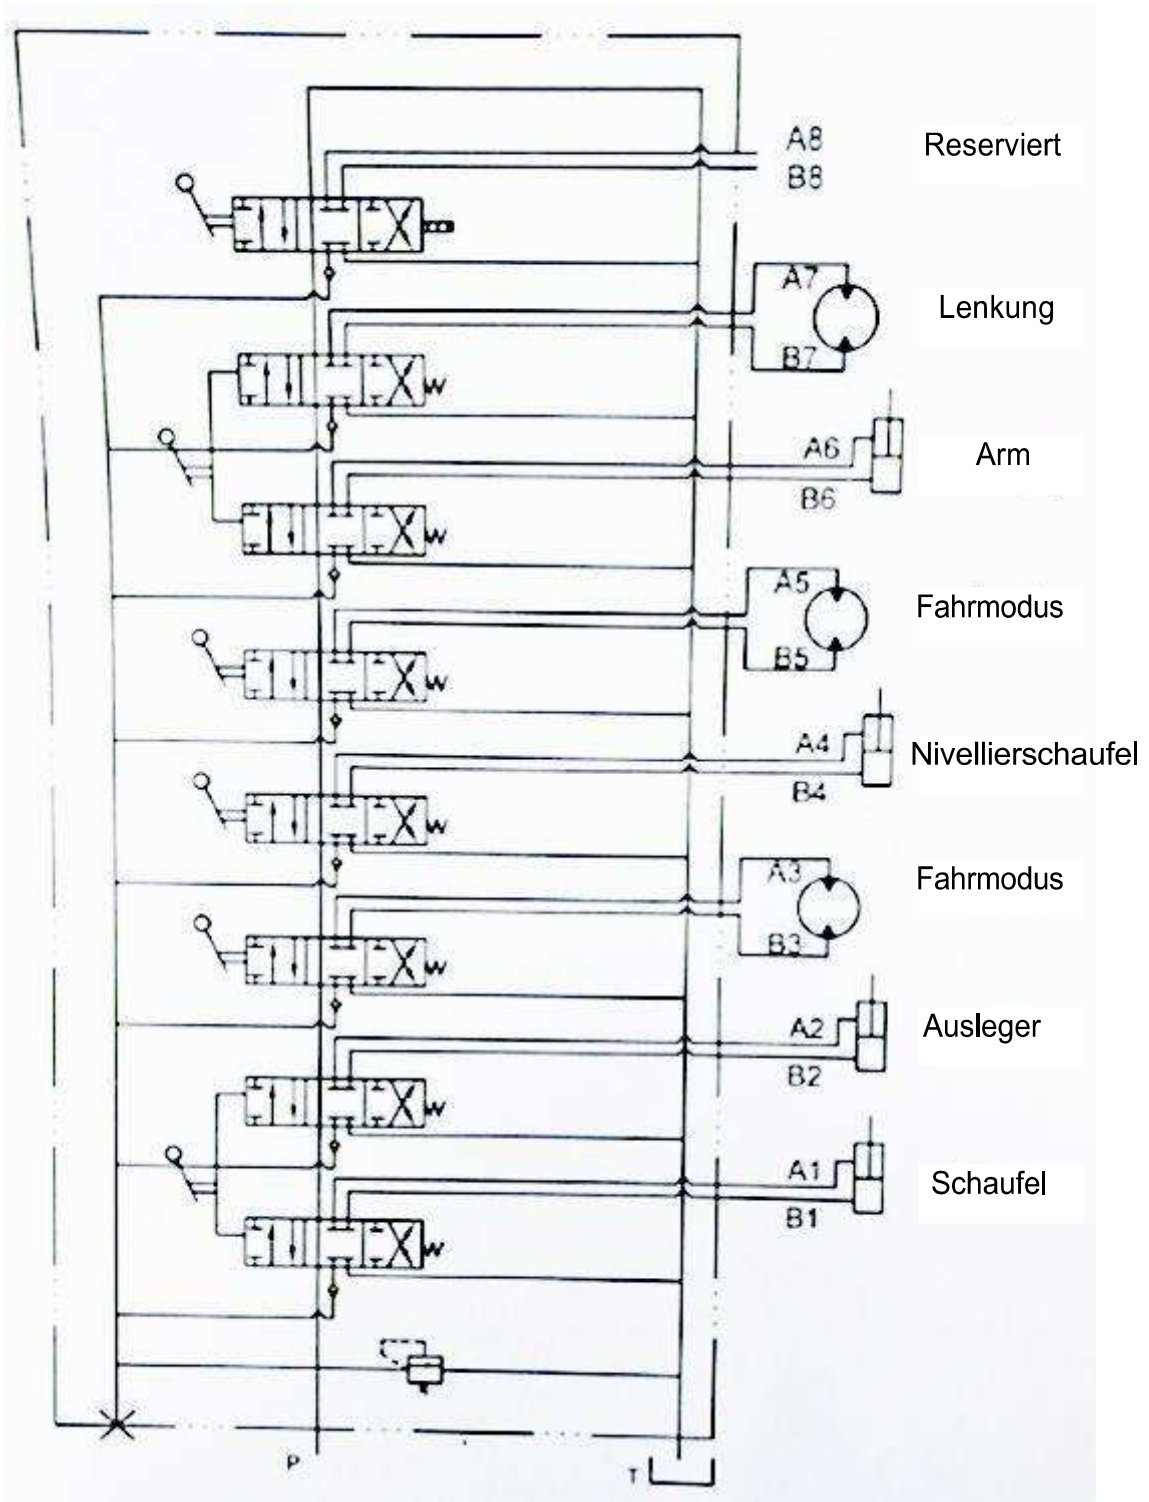 A8
Reserviert
B8
A7
Lenkung
B7
A6
Arm
B6
A5
Fahrmodus
B5
A4
Nivellierschaufel
B4
A3
Fahrmodus
B3
A2
Ausleger
B2
A1
Schaufel
B1
P
T